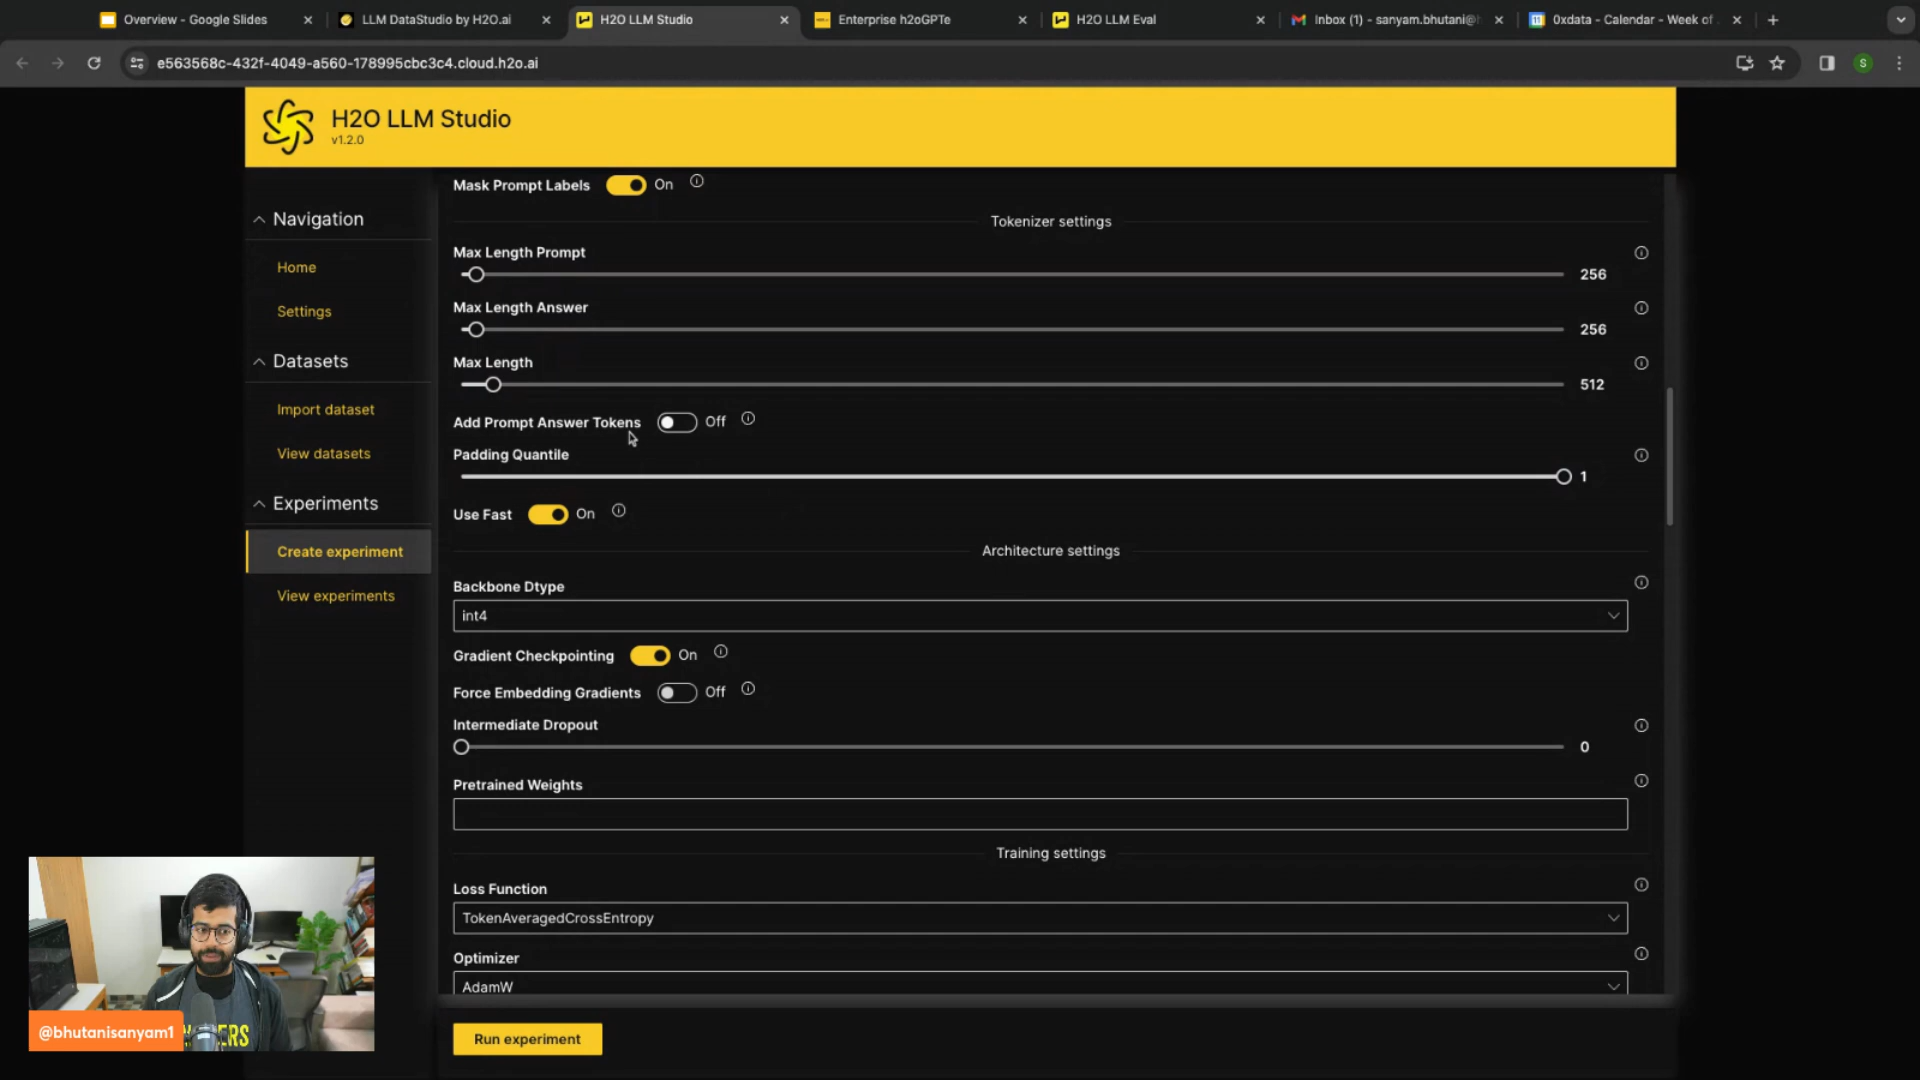 Overview - Google Slides
LLM DataStudio by H2O.ai
H2O LLM Studio
Enterprise h2oGPTe
H2O LLM Eval
Inbox (1) - sanyam.bhutani@
0xdata - Calendar - Week of
e563568c-432f-4049-a560-178995cbc3c4.cloud.h2o.ai
S
H2O LLM Studio
v1.2.0
Navigation
Home
Settings
Datasets
Import dataset
View datasets
Experiments
Create experiment
View experiments
Mask Prompt Labels On
Tokenizer settings
Max Length Prompt
256
Max Length Answer
256
Max Length
512
Add Prompt Answer Tokens Off
Padding Quantile
1
Use Fast On
Architecture settings
Backbone Dtype
int4
Gradient Checkpointing On
Force Embedding Gradients Off
Intermediate Dropout
0
Pretrained Weights
Training settings
Loss Function
TokenAveragedCrossEntropy
Optimizer
AdamW
Run experiment
@bhutanisanyam1